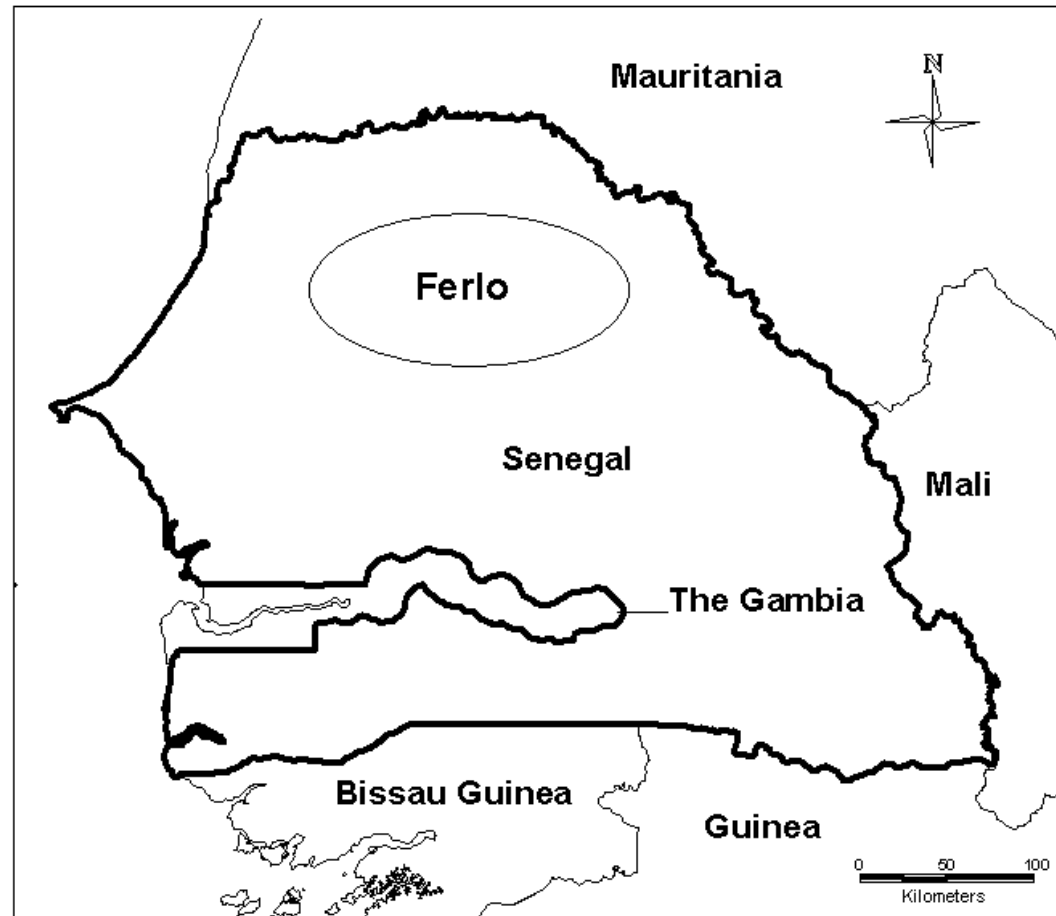 Mauritania
N
Ferlo
Senegal
Mali
The Gambia
Bissau Guinea
Guinea
0 50 100
Kilometers